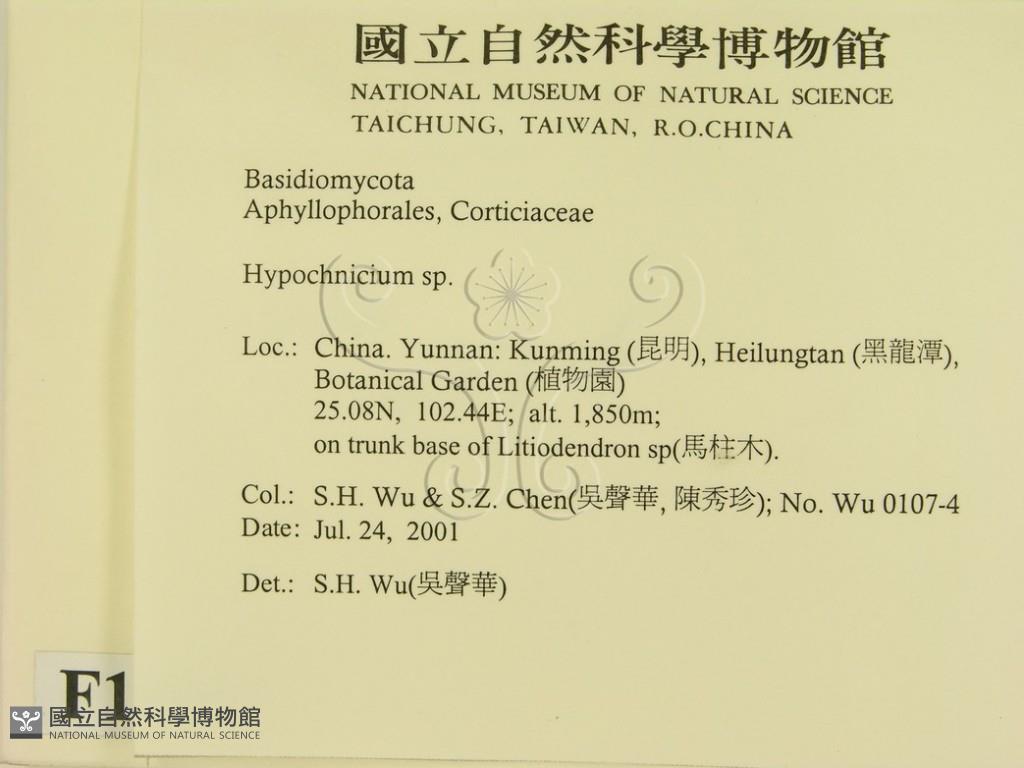 國立自然科學博物館
NATIONAL MUSEUM OF NATURAL SCIENCE
TAICHUNG, TAIWAN, R.O.CHINA
Basidiomycota
Aphyllophorales, Corticiaceae
Hypochnicium sp.
Loc.: China. Yunnan: Kunming (昆明), Heilungtan (黑龍潭),
Botanical Garden (植物園)
25.08N, 102.44E; alt. 1,850m;
on trunk base of Litiodendron sp(馬柱木).
Col.: S.H. Wu & S.Z. Chen(吳聲華, 陳秀珍); No. Wu 0107-4
Date: Jul. 24, 2001
Det.: S.H. Wu(吳聲華)
F1
國立自然科學博物館
NATIONAL MUSEUM OF NATURAL SCIENCE